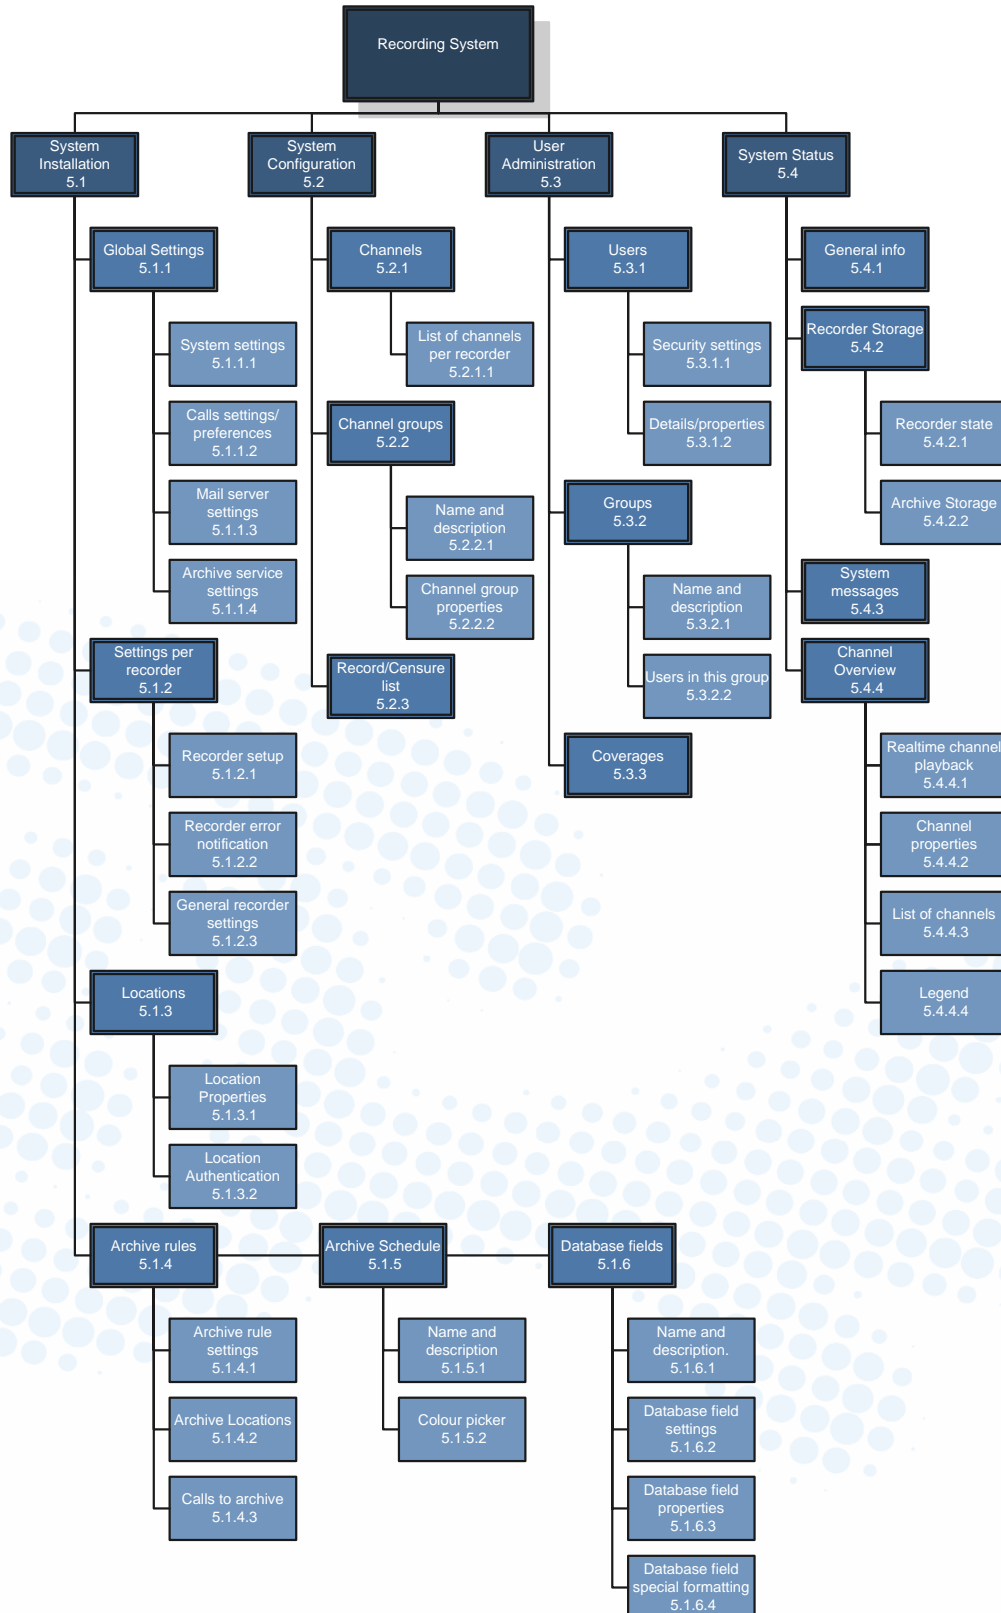 Recording System
System
Installation
5.1
System
Configuration
5.2
User
Administration
5.3
System Status
5.4
Global Settings
5.1.1
System settings
5.1.1.1
Calls settings/
preferences
5.1.1.2
Mail server
settings
5.1.1.3
Archive service
settings
5.1.1.4
Settings per
recorder
5.1.2
Recorder setup
5.1.2.1
Recorder error
notification
5.1.2.2
General recorder
settings
5.1.2.3
Locations
5.1.3
Location
Properties
5.1.3.1
Location
Authentication
5.1.3.2
Archive rules
5.1.4
Archive rule
settings
5.1.4.1
Archive Locations
5.1.4.2
Calls to archive
5.1.4.3
Archive Schedule
5.1.5
Name and
description
5.1.5.1
Colour picker
5.1.5.2
Database fields
5.1.6
Name and
description.
5.1.6.1
Database field
settings
5.1.6.2
Database field
properties
5.1.6.3
Database field
special formatting
5.1.6.4
Channels
5.2.1
List of channels
per recorder
5.2.1.1
Channel groups
5.2.2
Name and
description
5.2.2.1
Channel group
properties
5.2.2.2
Record/Censure
list
5.2.3
Users
5.3.1
Security settings
5.3.1.1
Details/properties
5.3.1.2
Groups
5.3.2
Name and
description
5.3.2.1
Users in this group
5.3.2.2
Coverages
5.3.3
General info
5.4.1
Recorder Storage
5.4.2
Recorder state
5.4.2.1
Archive Storage
5.4.2.2
System
messages
5.4.3
Channel
Overview
5.4.4
Realtime channel
playback
5.4.4.1
Channel
properties
5.4.4.2
List of channels
5.4.4.3
Legend
5.4.4.4